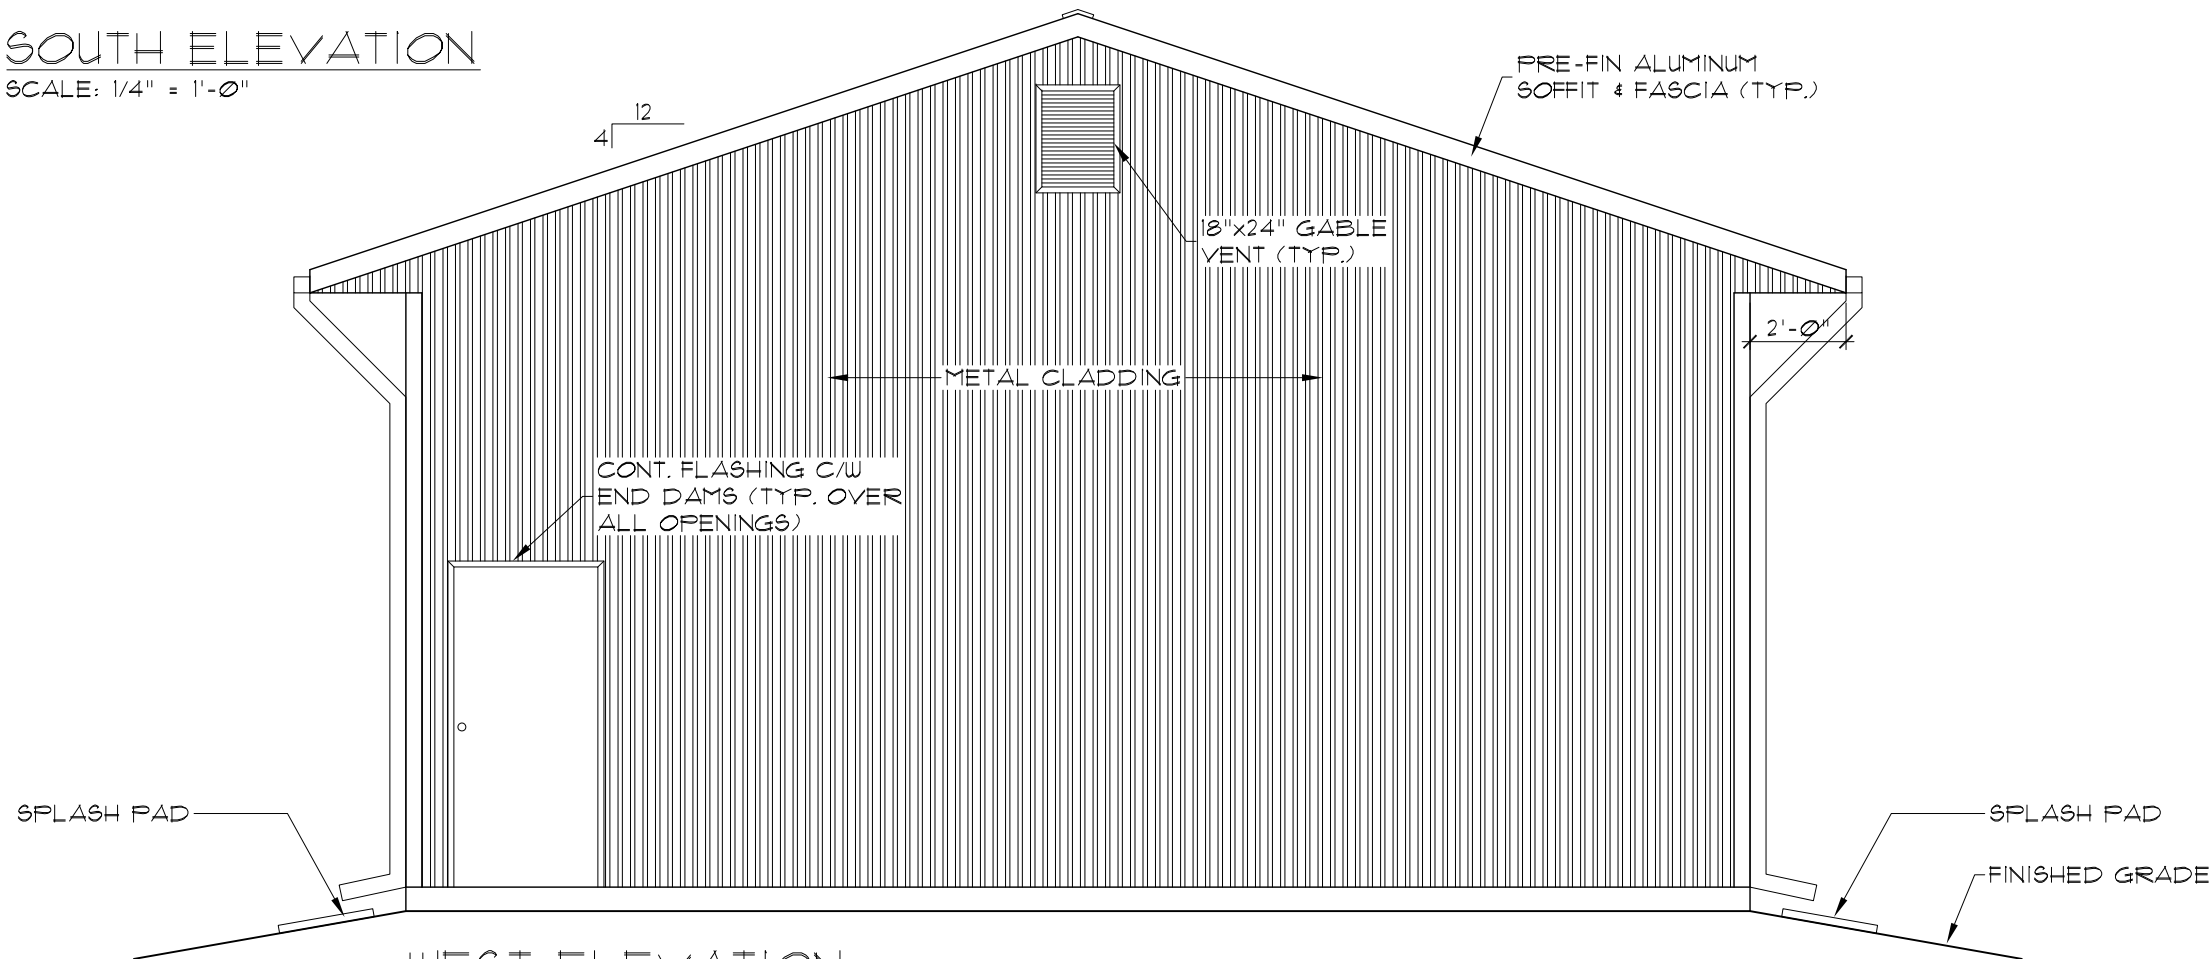 SOUTH ELEVATION
SCALE: 1/4" = 1'-0"
PRE-FIN ALUMINUM
SOFFIT & FASCIA (TYP.)
12
4
18"x24" GABLE
VENT (TYP.)
2'-0"
METAL CLADDING
CONT. FLASHING C/W
END DAMS (TYP. OVER
ALL OPENINGS)
SPLASH PAD
SPLASH PAD
FINISHED GRADE
WEST ELEVATION